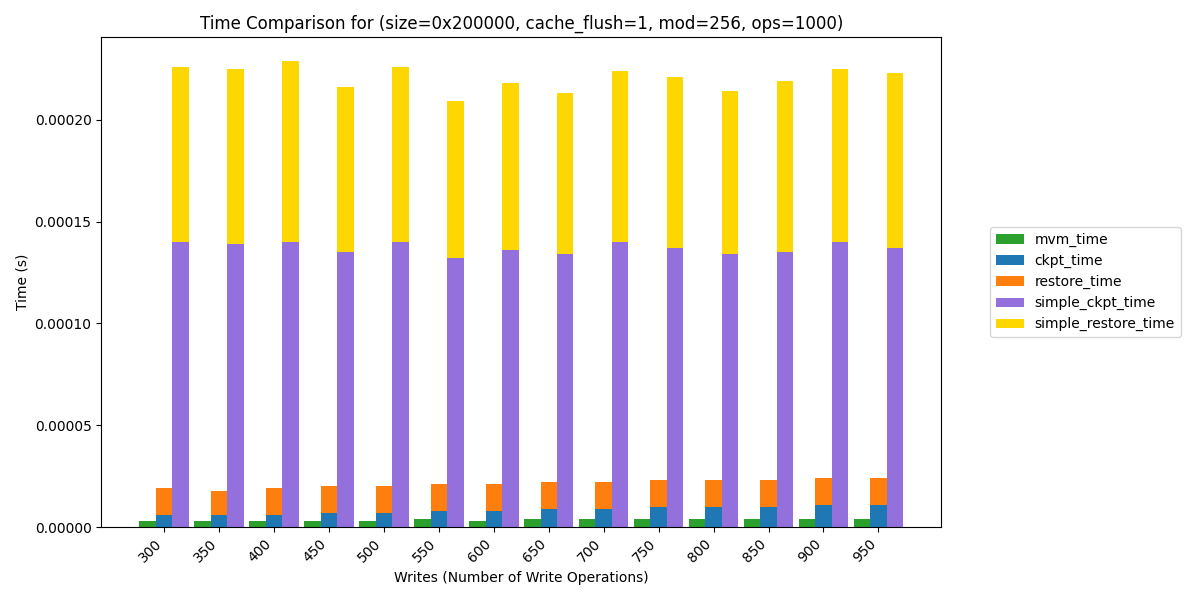 Time Comparison for (size=0x200000, cache_flush=1, mod=256, ops=1000)
0.00020
0.00015
0.00010
0.00005
0.00000
Time (s)
300 350 400 450 500 550 600 650 700 750 800 850 900 950
Writes (Number of Write Operations)
mvm_time
ckpt_time
restore_time
simple_ckpt_time
simple_restore_time